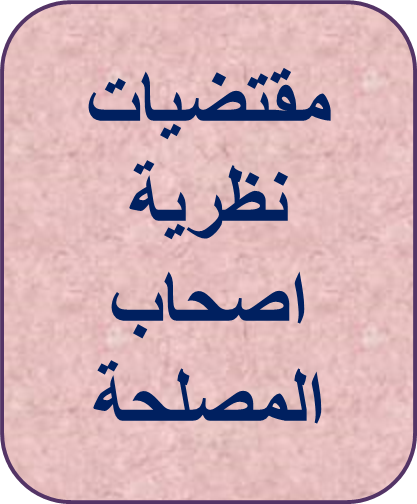 مقتضيات
نظرية
اصحاب
المصلحة